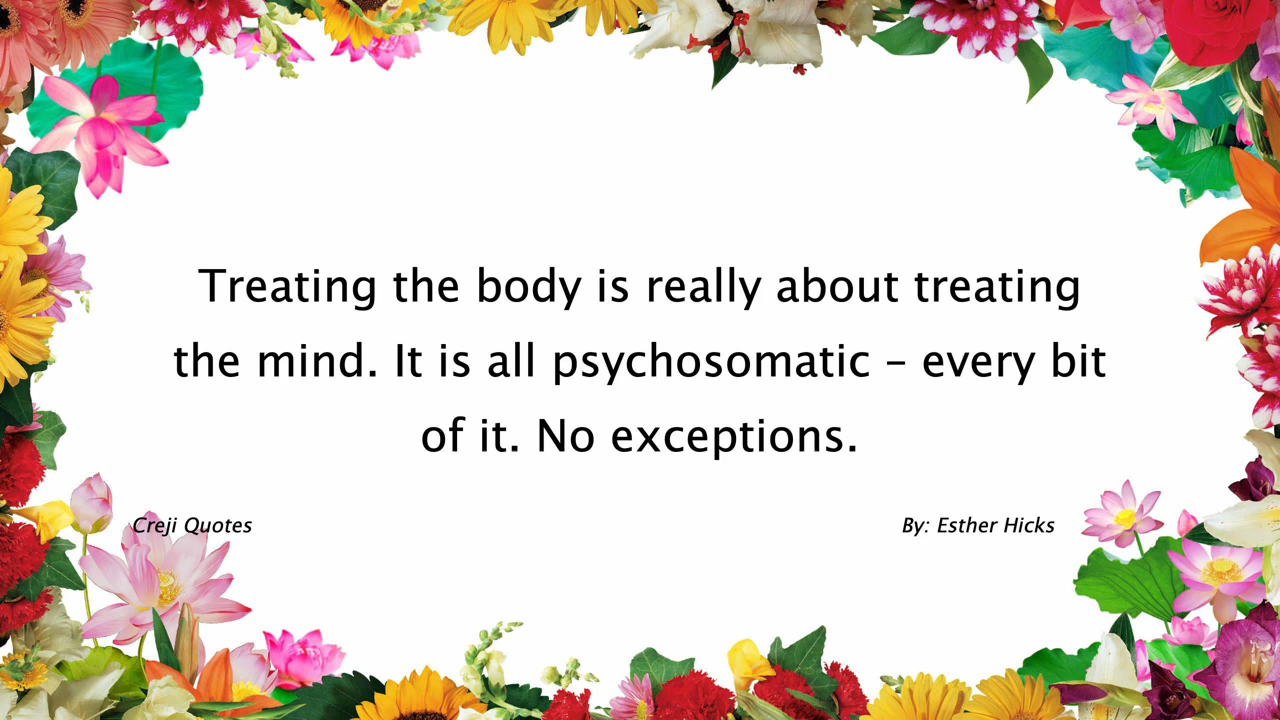 Treating the body is really about treating
the mind. It is all psychosomatic – every bit
of it. No exceptions.
Creji Quotes
By: Esther Hicks